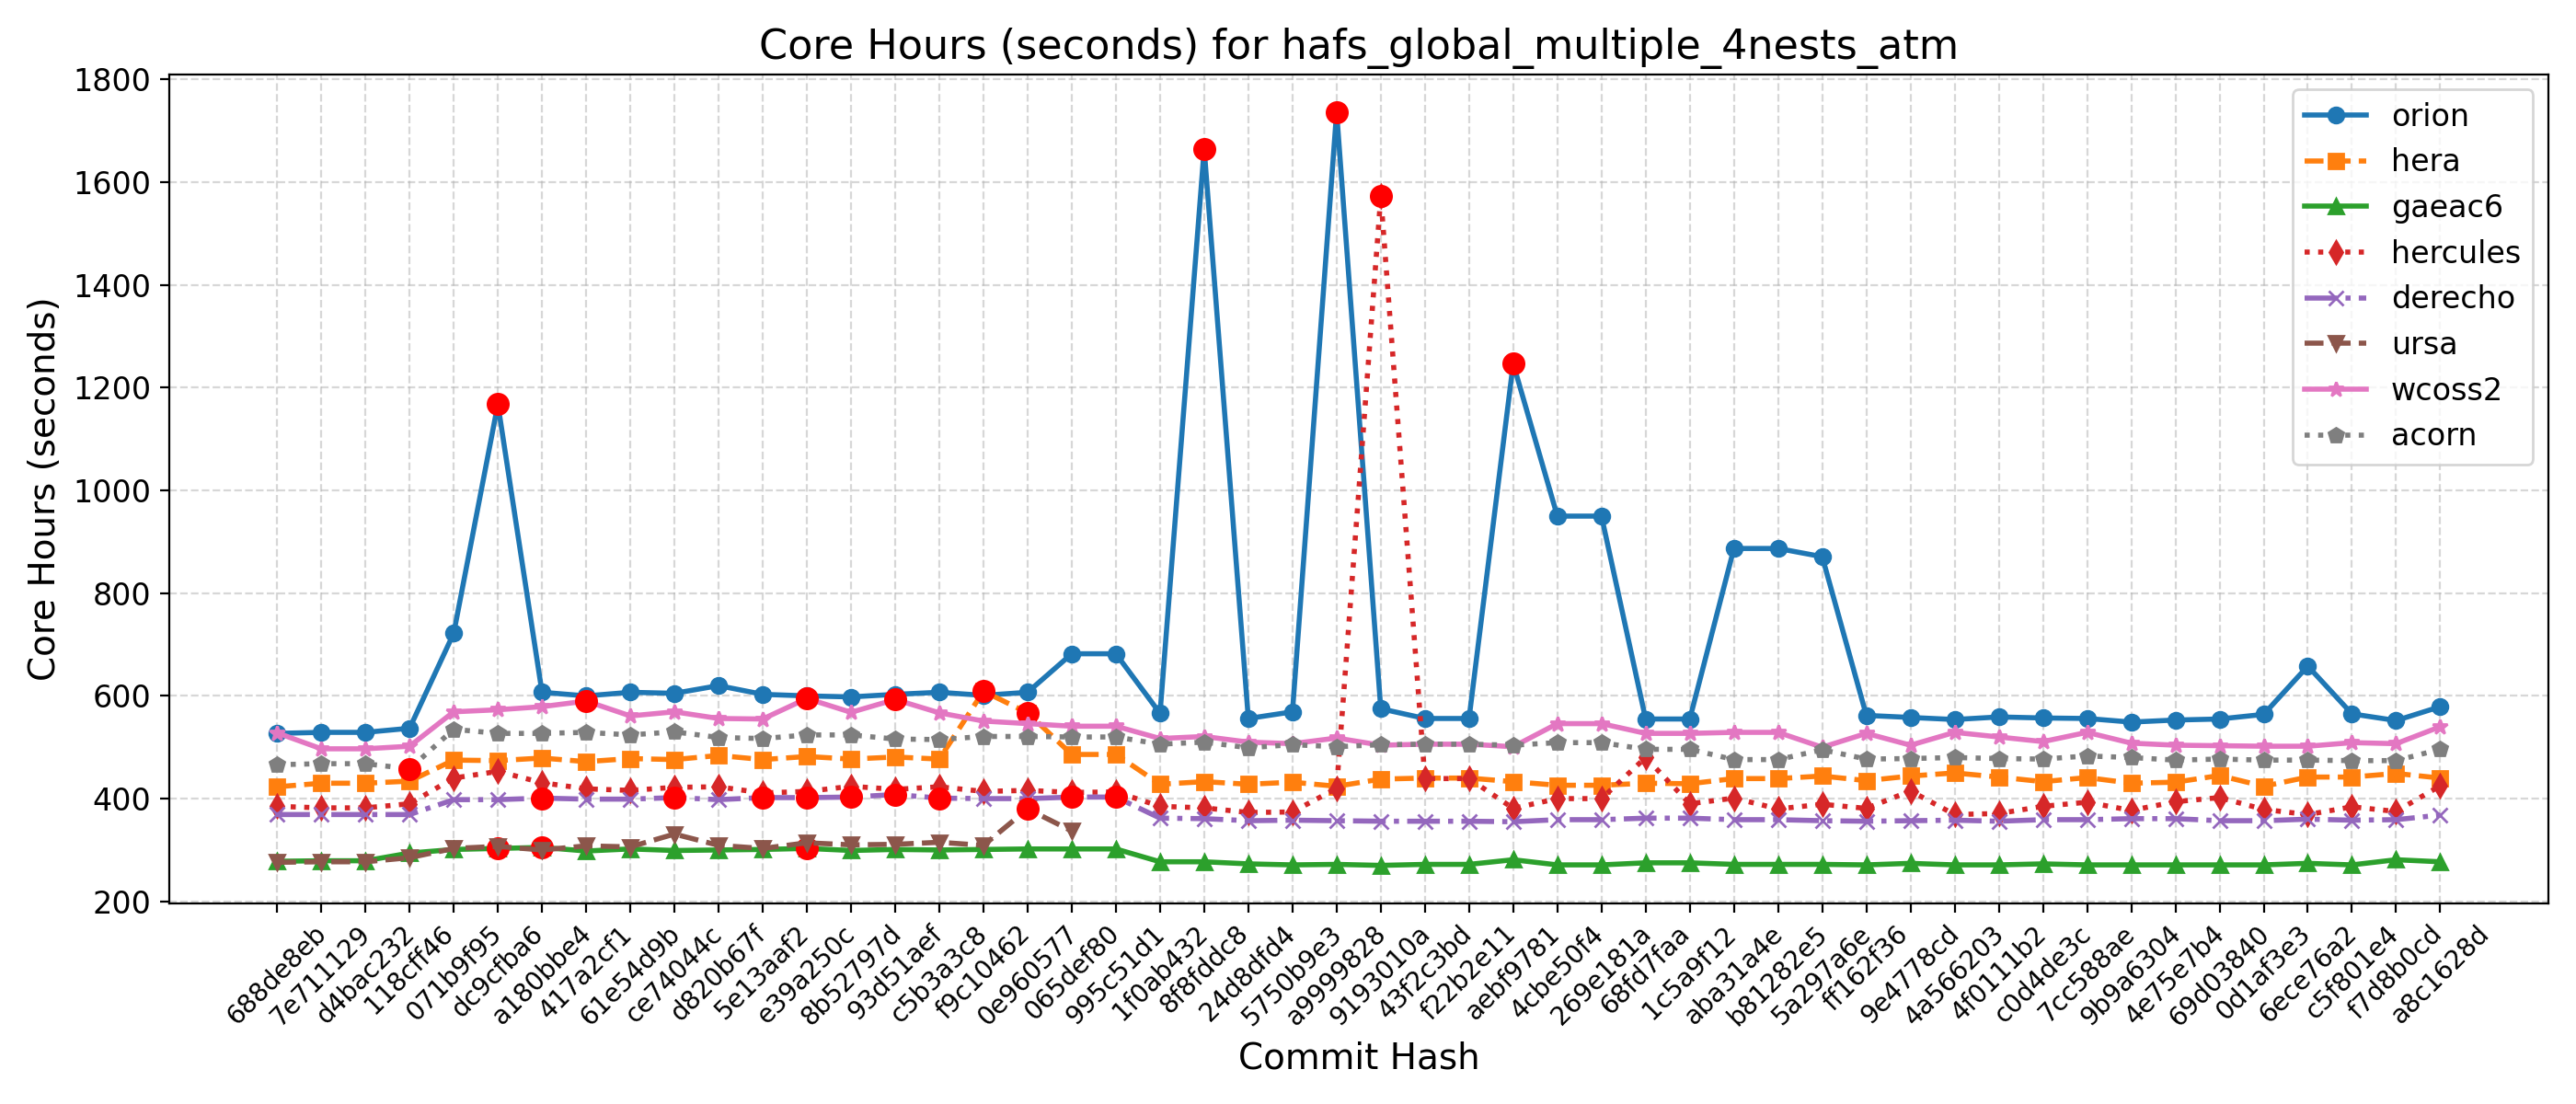 Core Hours (seconds) for hafs_global_multiple_4nests_atm
Core Hours (seconds)
1800
1600
1400
1200
1000
800
600
400
200
orion
hera
gaeac6
hercules
derecho
ursa
wcoss2
acorn
688de8eb
7e711129
d4bac232
118cff46
071b9f95
dc9cfba6
a180bbe4
417a2cf1
61e54d9b
ce74044c
d820b67f
5e13aaf2
e39a250c
8b52797d
93d51aef
c5b3a3c8
f9c10462
0e960577
065def80
995c51d1
1f0ab432
8f8fddc8
24d8dfd4
5750b9e3
a9999828
9193010a
43f2c3bd
f22b2e11
aebf9781
4cbe50f4
269e181a
68fd7faa
1c5a9f12
aba31a4e
b81282e5
5a297a6e
ff162f36
9e4778cd
4a566203
4f0111b2
c0d4de3c
7cc588ae
9b9a6304
4e75e7b4
69d03840
0d1af3e3
6ece76a2
c5f801e4
f7d8b0cd
a8c1628d
Commit Hash